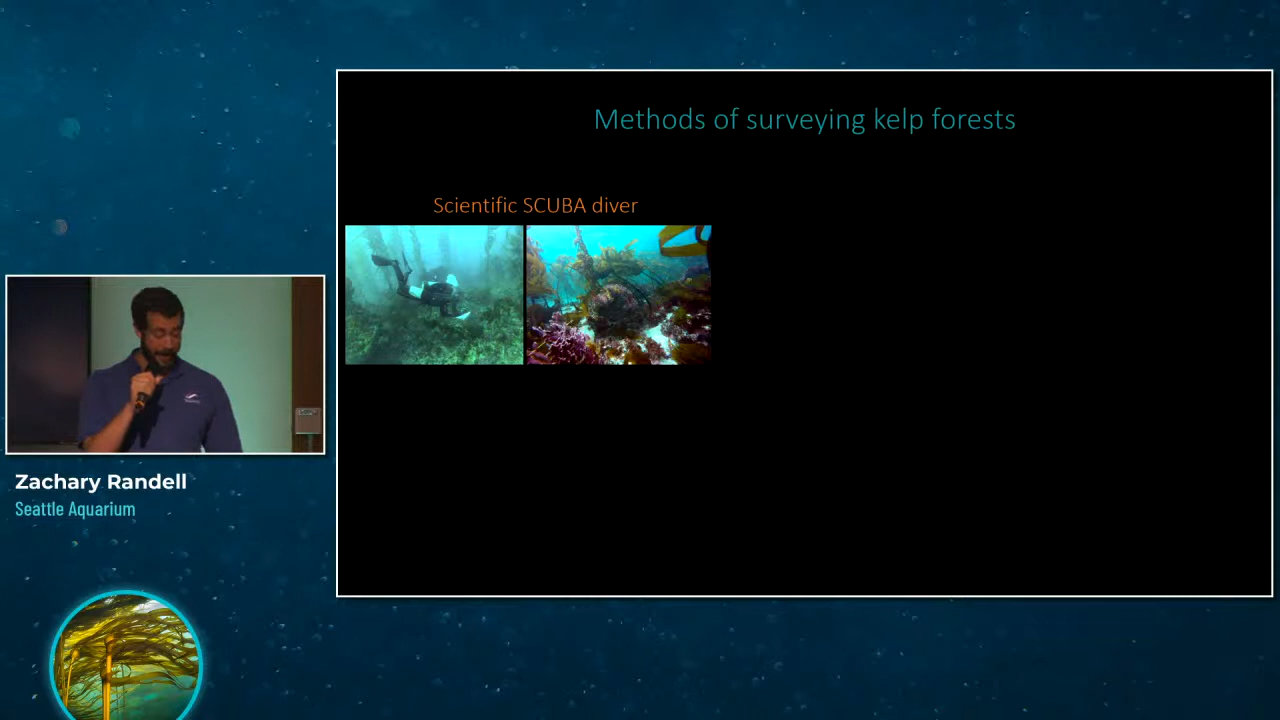 Methods of surveying kelp forests
Scientific SCUBA diver
Zachary Randell
Seattle Aquarium